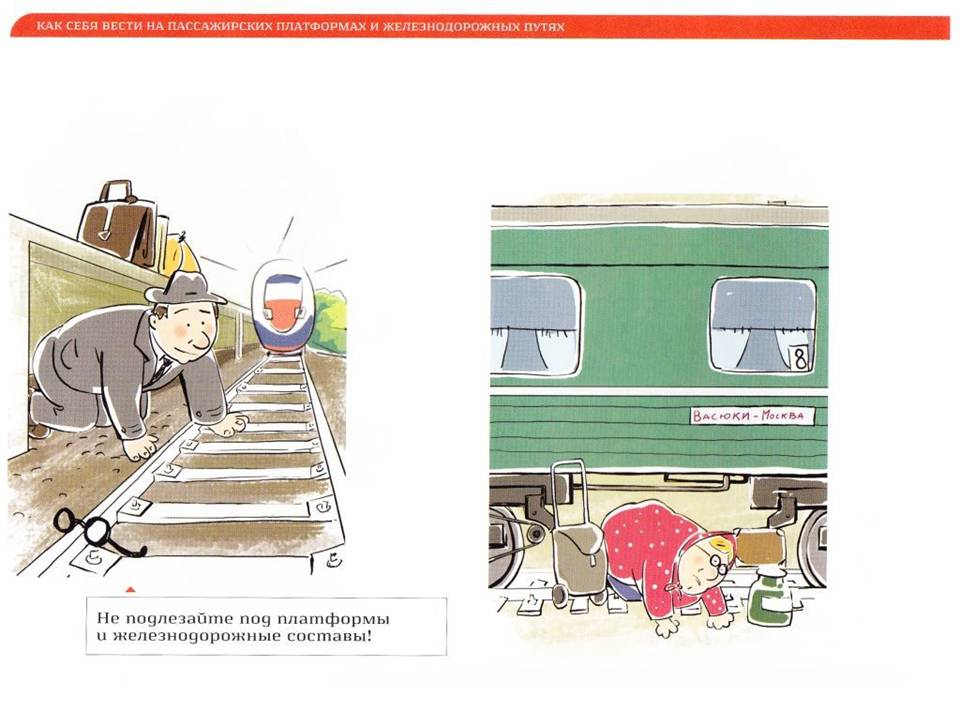 КАК СЕБЯ ВЕСТИ НА ПАССАЖИРСКИХ ПЛАТФОРМАХ И ЖЕЛЕЗНОДОРОЖНЫХ ПУТЯХ
8
ВАСЮКИ - МОСКВА
Не подлезайте под платформы
и железнодорожные составы!